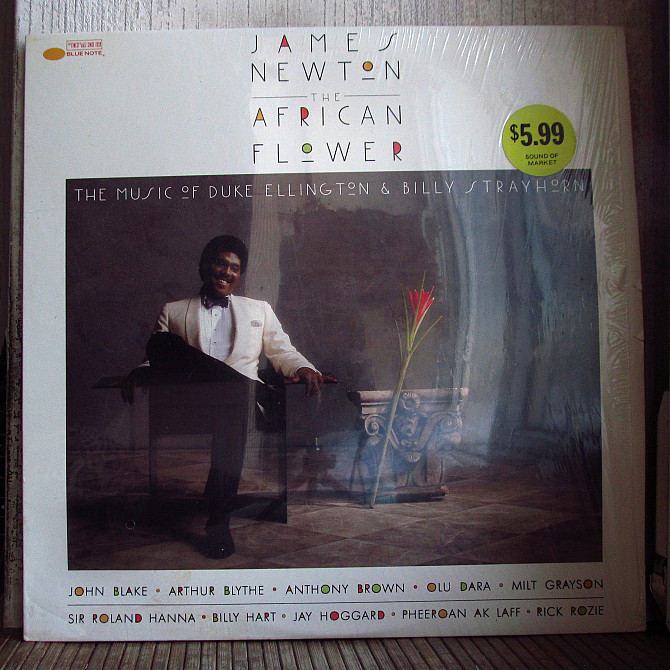 BLUE NOTE
JAMES
NEWTON
THE
AFRICAN
FLOWER
$5.99
SOUND OF
MARKET
THE MUSIC OF DUKE ELLINGTON & BILLY STRAYHORN
JOHN BLAKE • ARTHUR BLYTHE • ANTHONY BROWN • OLU DARA • MILT GRAYSON
SIR ROLAND HANNA • BILLY HART • JAY HOGGARD • PHEEROAN AK LAFF • RICK ROZIE